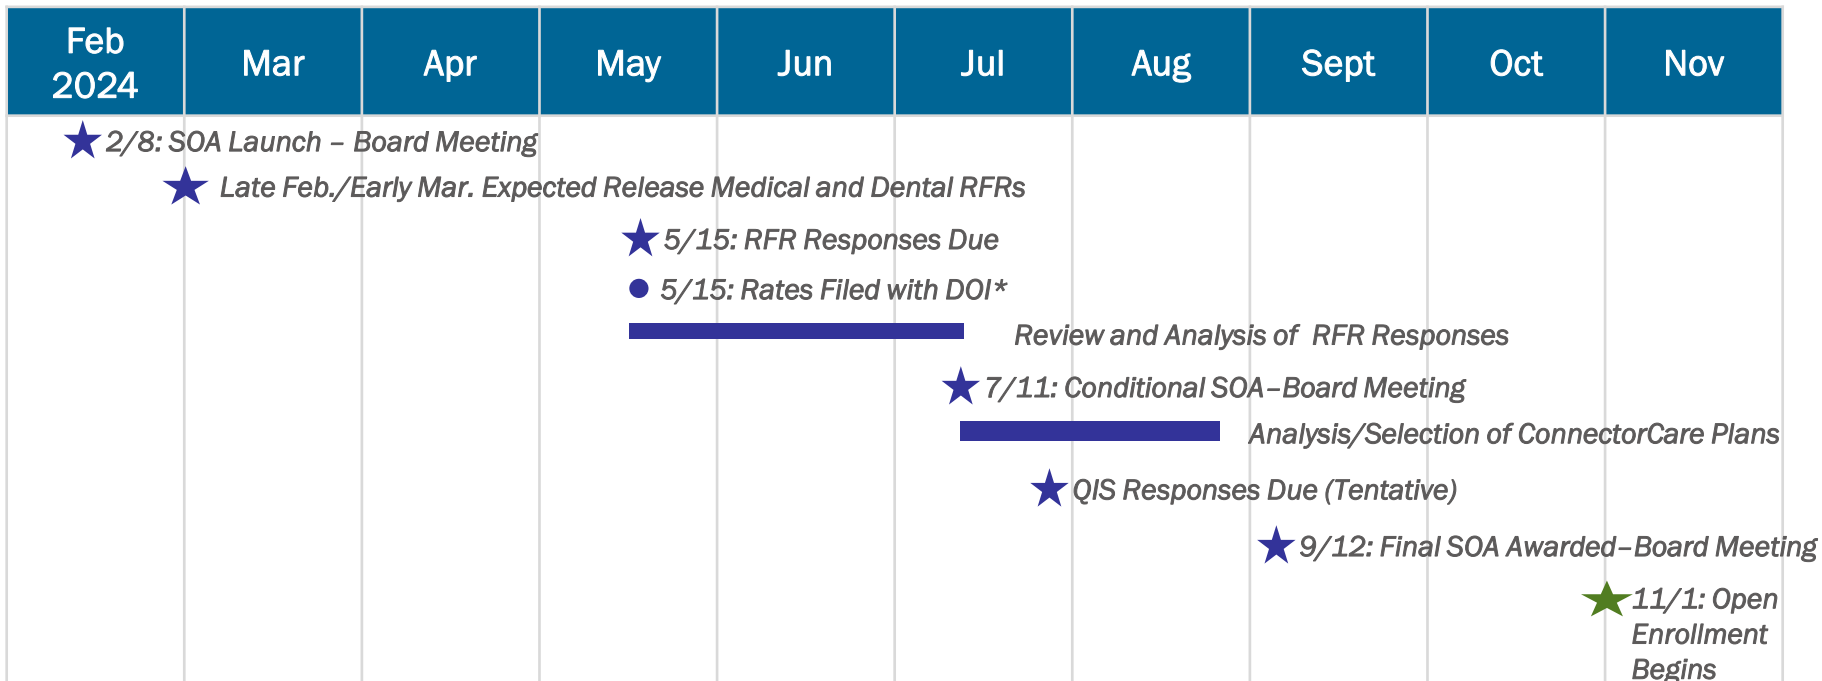 Feb
2024
Mar
Apr
May
Jun
Jul
Aug
Sept
Oct
Nov
2/8: SOA Launch – Board Meeting
Late Feb./Early Mar. Expected Release Medical and Dental RFRs
5/15: RFR Responses Due
5/15: Rates Filed with DOI*
Review and Analysis of  RFR Responses
7/11: Conditional SOA–Board Meeting
Analysis/Selection of ConnectorCare Plans
QIS Responses Due (Tentative)
9/12: Final SOA Awarded–Board Meeting
11/1: Open
Enrollment
Begins